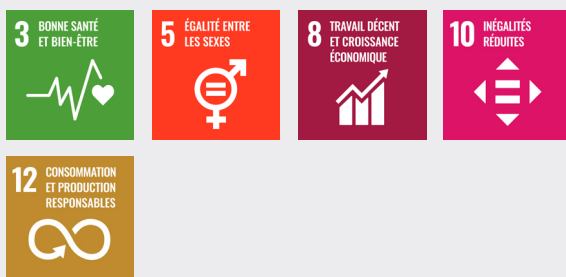 3 BONNE SANTÉ
ET BIEN-ÊTRE
5 ÉGALITÉ ENTRE
LES SEXES
8 TRAVAIL DÉCENT
ET CROISSANCE
ÉCONOMIQUE
10 INÉGALITÉS
RÉDUITES
12 CONSOMMATION
ET PRODUCTION
RESPONSABLES